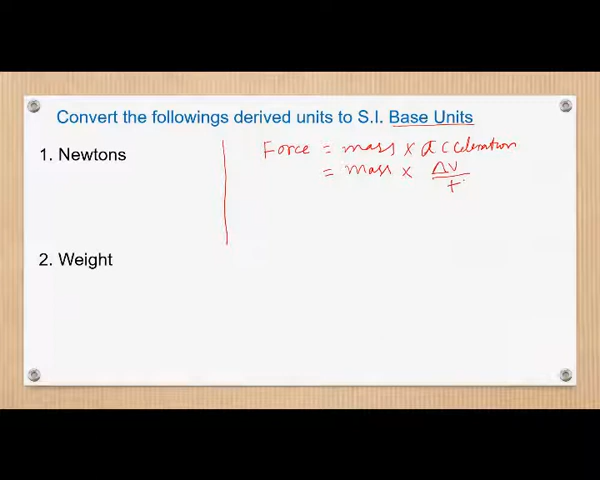 Convert the followings derived units to S.I. Base Units
1. Newtons
Force = mass × acceleration
= mass × Δv/t
2. Weight